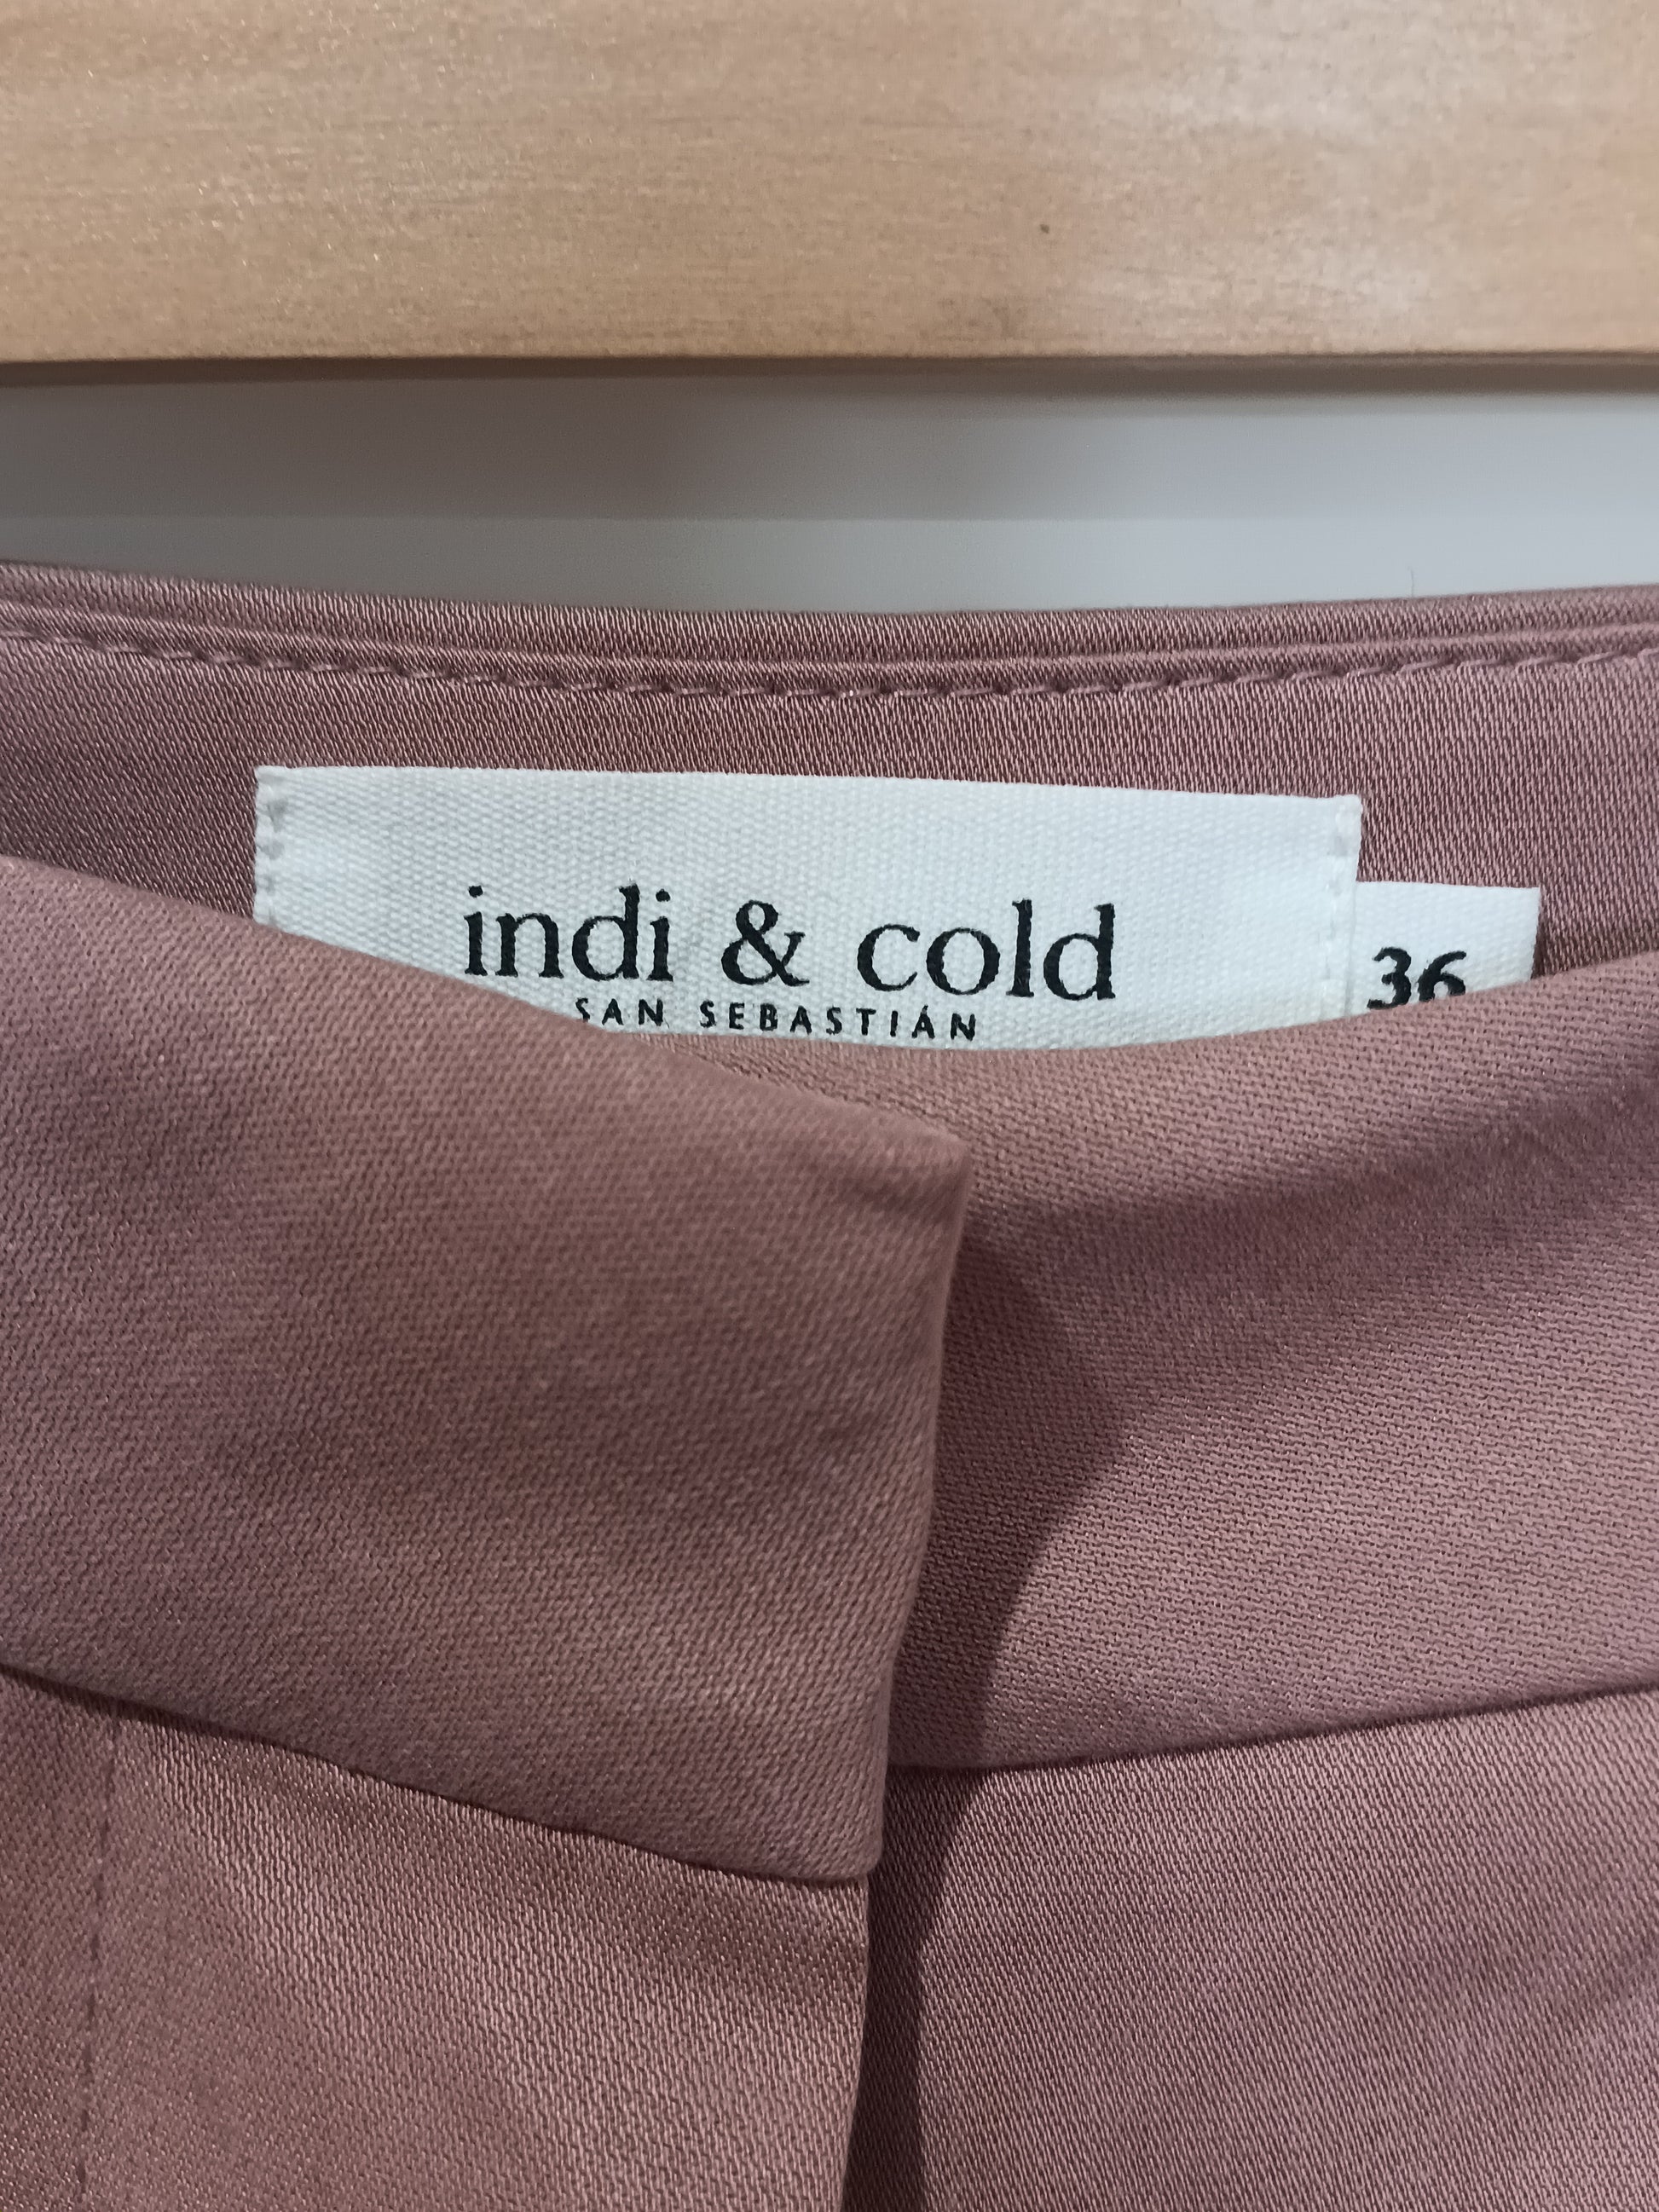 indi & cold
SAN SEBASTIÁN
36